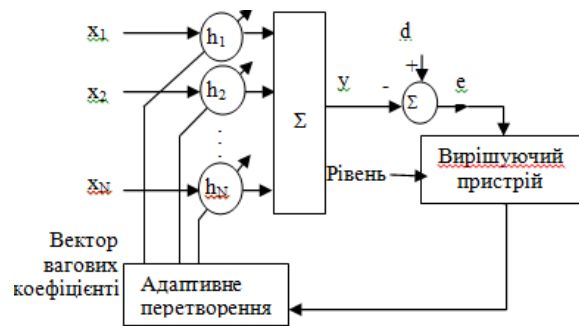 x1
h1
x2
h2
xN
hN
Σ
y
-
d
+
Σ
e
Рівень
Вирішуючий
пристрій
Вектор
вагових
коефіцієнті
Адаптивне
перетворення